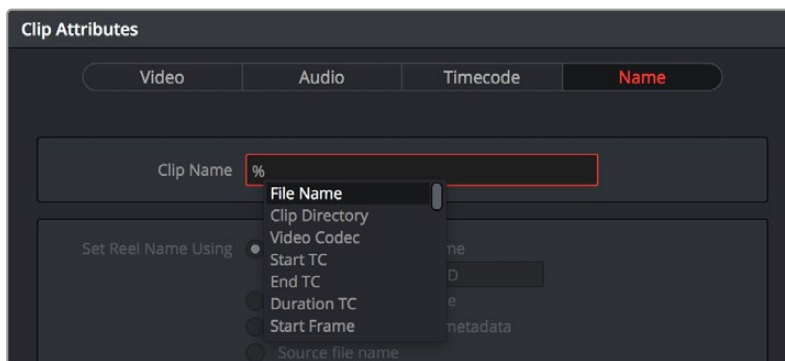 Clip Attributes
Video Audio Timecode Name
Clip Name %
File Name
Clip Directory
Video Codec
Set Reel Name Using
Start TC
End TC
Duration TC
Start Frame
metadata
Source file name